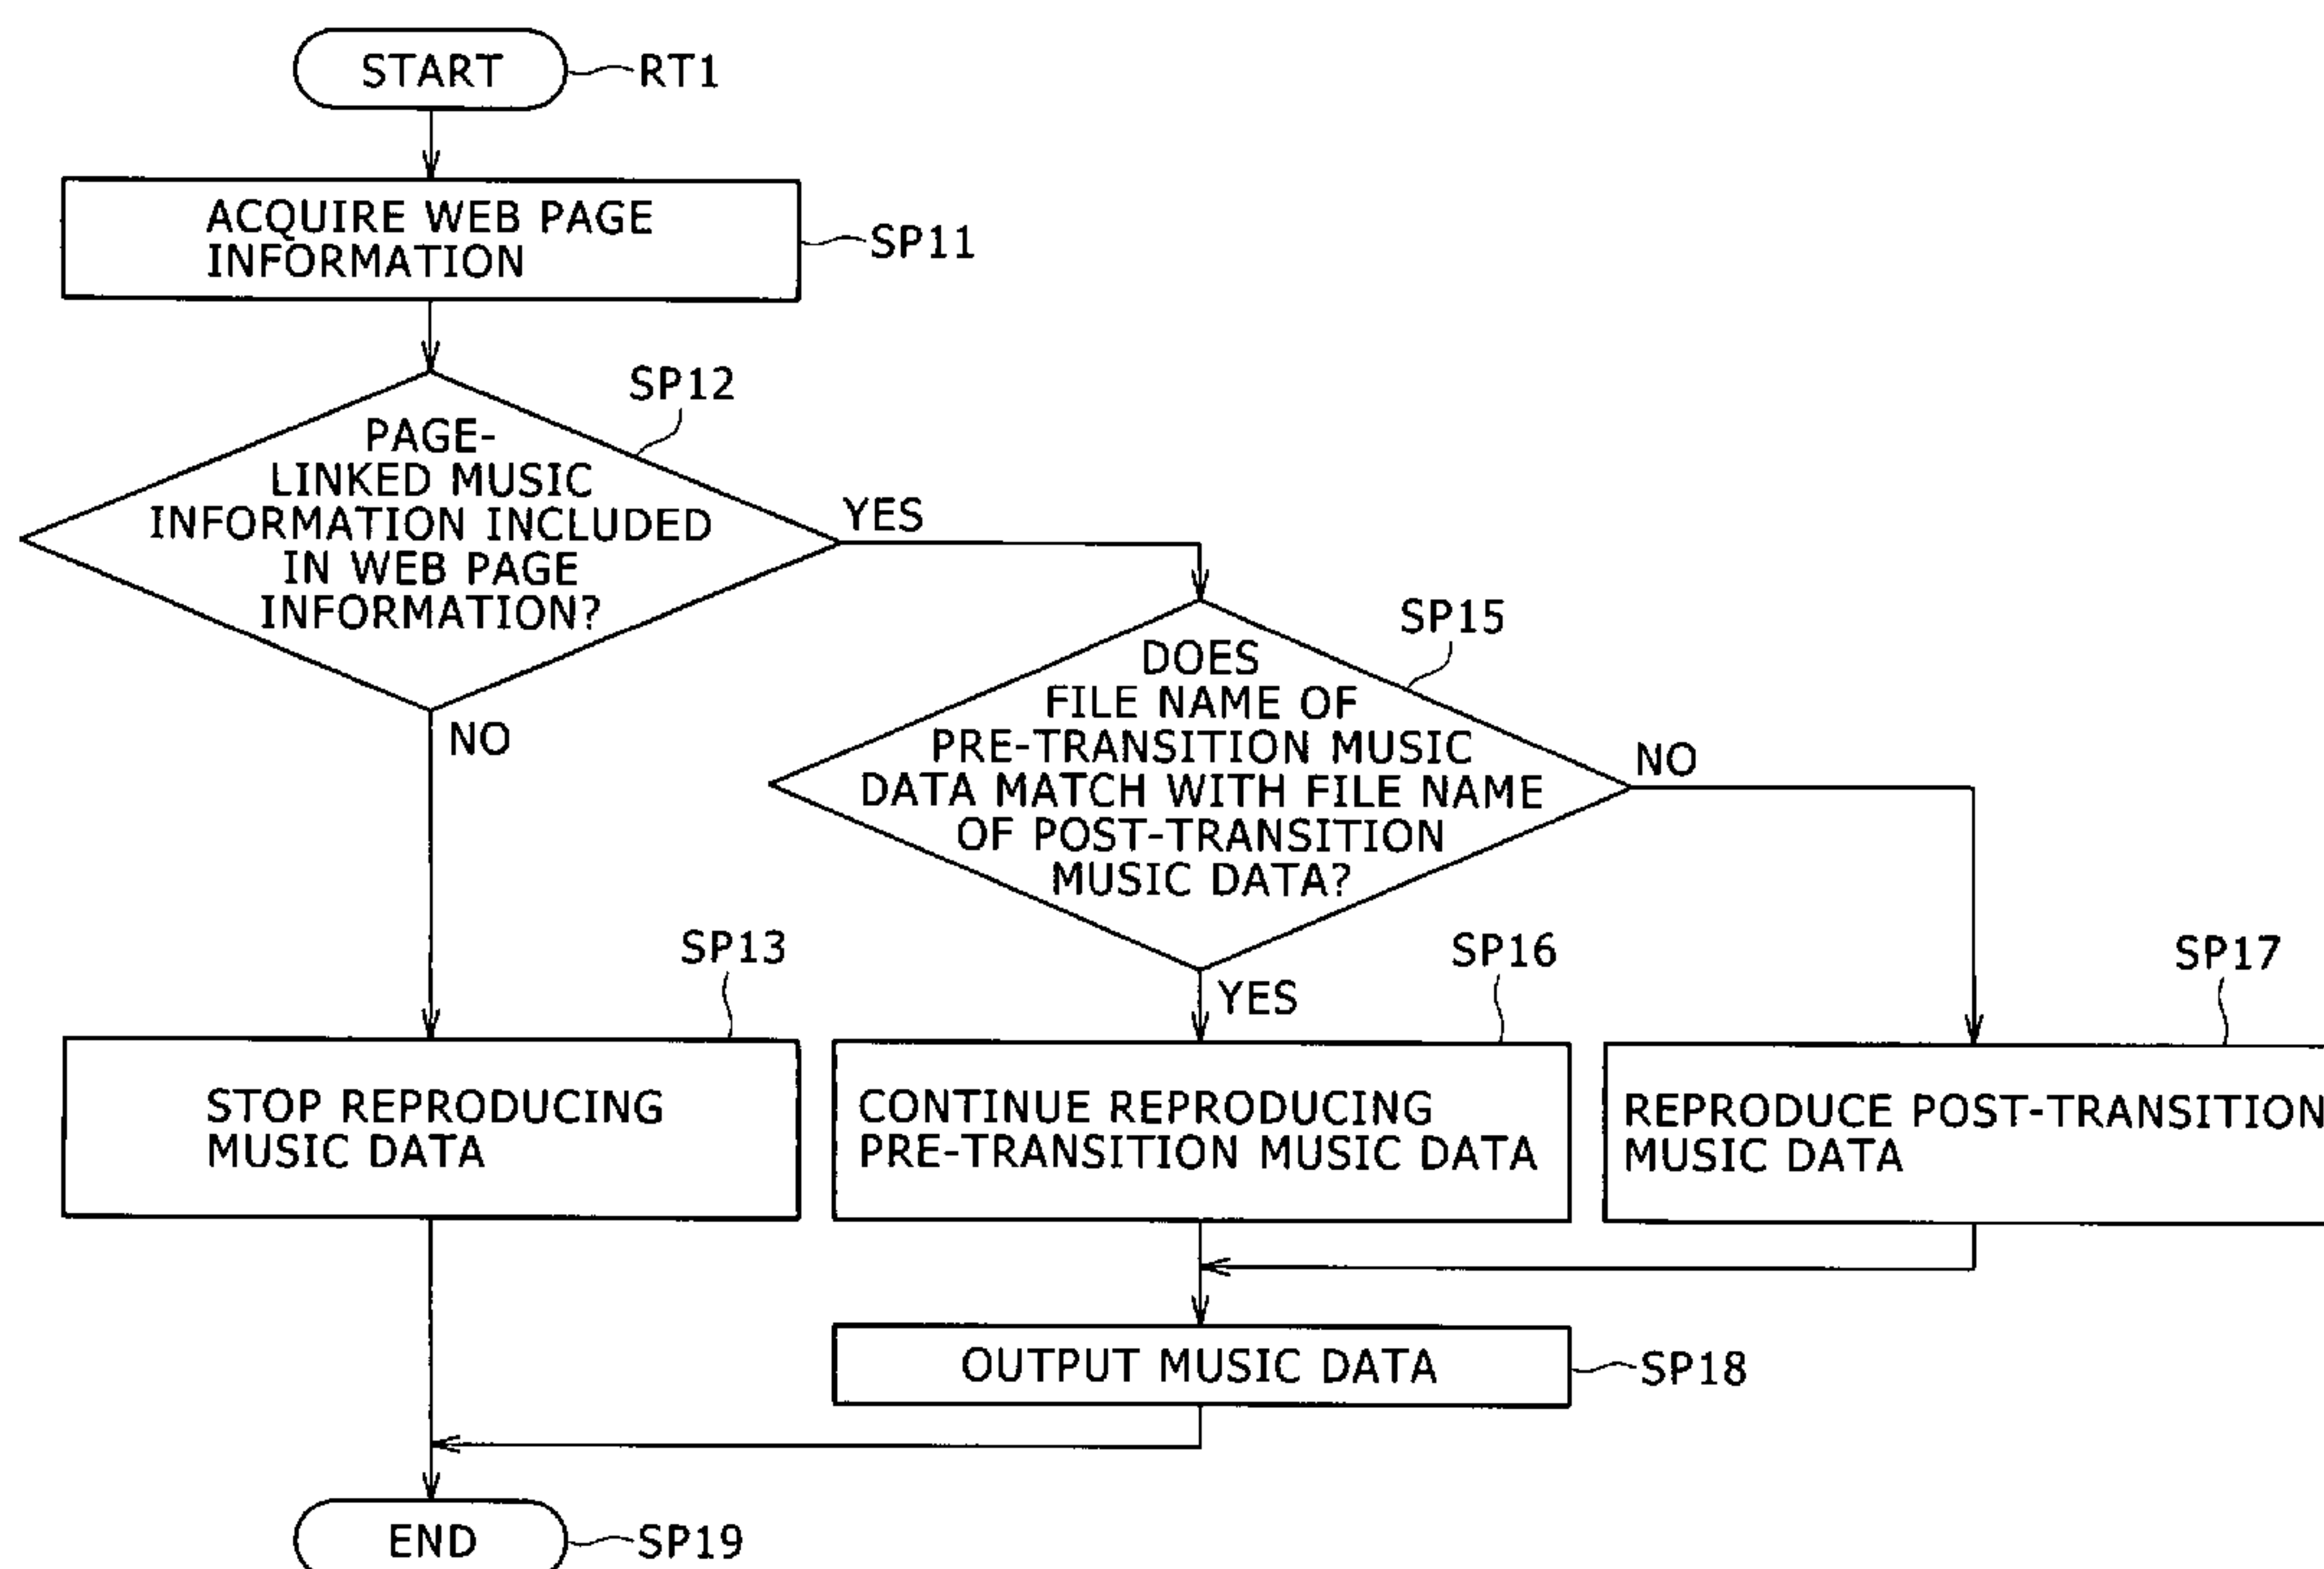 START
RT1
ACQUIRE WEB PAGE
INFORMATION
SP11
SP12
PAGE-
LINKED MUSIC
INFORMATION INCLUDED
IN WEB PAGE
INFORMATION?
YES
NO
SP15
DOES
FILE NAME OF
PRE-TRANSITION MUSIC
DATA MATCH WITH FILE NAME
OF POST-TRANSITION
MUSIC DATA?
NO
YES
SP13
STOP REPRODUCING
MUSIC DATA
SP16
CONTINUE REPRODUCING
PRE-TRANSITION MUSIC DATA
SP17
REPRODUCE POST-TRANSITION
MUSIC DATA
OUTPUT MUSIC DATA
SP18
END
SP19